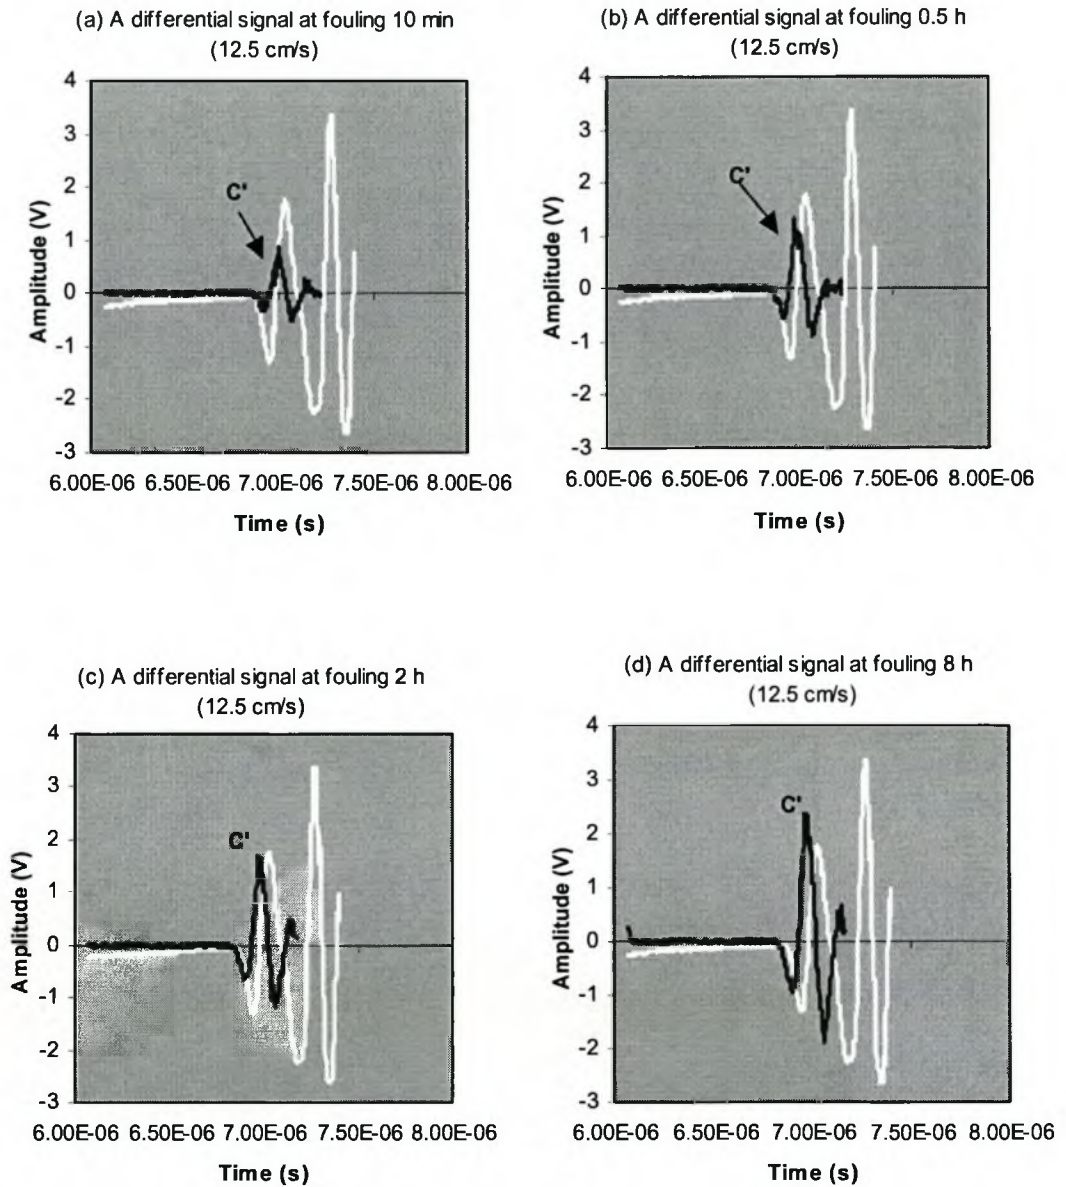 (a) A differential signal at fouling 10 min
(12.5 cm/s)
4
3
2
1
0
-1
-2
-3
Amplitude (V)
C'
6.00E-06 6.50E-06 7.00E-06 7.50E-06 8.00E-06
Time (s)
(b) A differential signal at fouling 0.5 h
(12.5 cm/s)
4
3
2
1
0
-1
-2
-3
Amplitude (V)
C'
6.00E-06 6.50E-06 7.00E-06 7.50E-06 8.00E-06
Time (s)
(c) A differential signal at fouling 2 h
(12.5 cm/s)
4
3
2
1
0
-1
-2
-3
Amplitude (V)
C'
6.00E-06 6.50E-06 7.00E-06 7.50E-06 8.00E-06
Time (s)
(d) A differential signal at fouling 8 h
(12.5 cm/s)
4
3
2
1
0
-1
-2
-3
Amplitude (V)
C'
6.00E-06 6.50E-06 7.00E-06 7.50E-06 8.00E-06
Time (s)